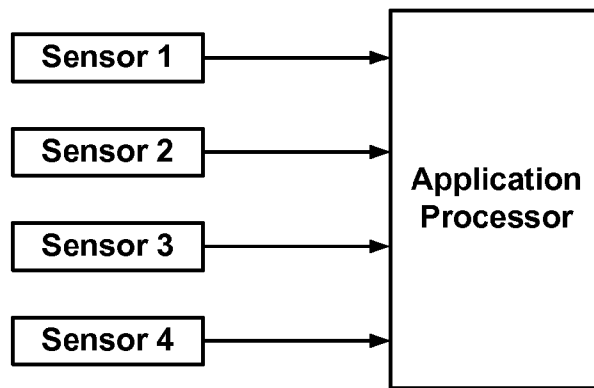 Sensor 1
Sensor 2
Sensor 3
Sensor 4
Application
Processor